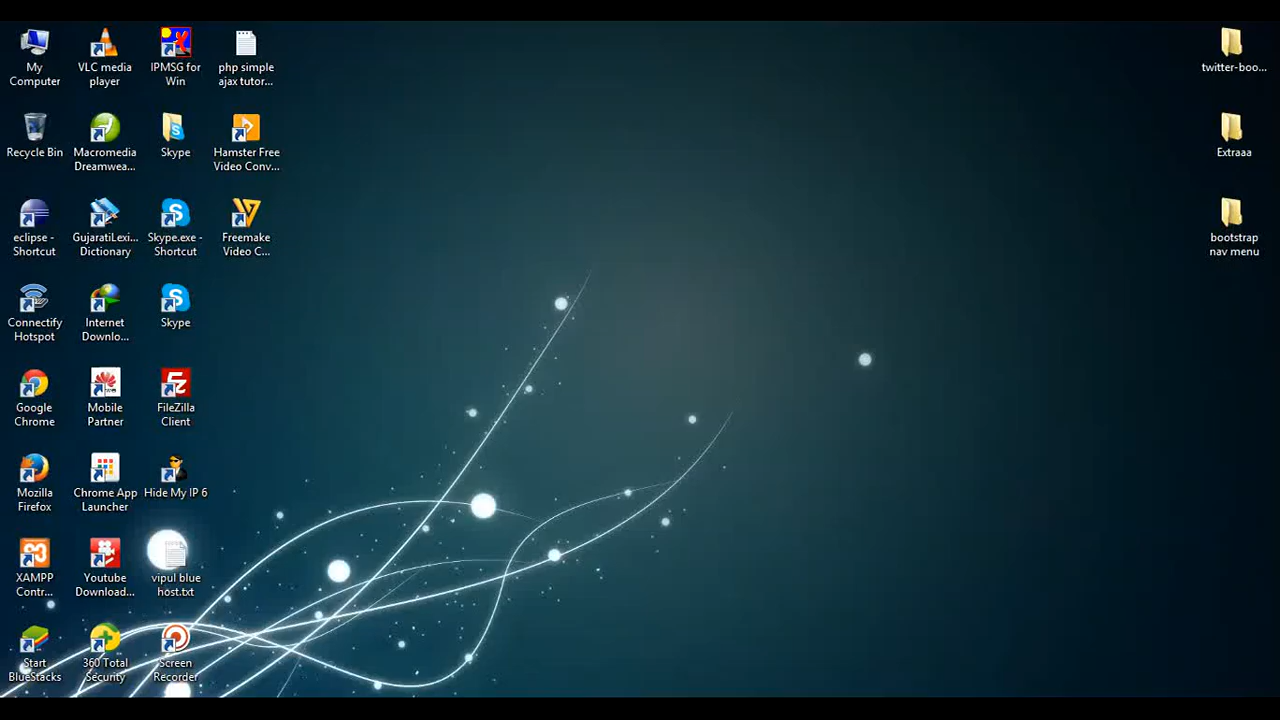 My
Computer
VLC media
player
IPMSG for
Win
php simple
ajax tutor...
Recycle Bin
Macromedia
Dreamwea...
Skype
Hamster Free
Video Conv...
eclipse -
Shortcut
GujaratiLexi...
Dictionary
Skype.exe -
Shortcut
Freemake
Video C...
Connectify
Hotspot
Internet
Downlo...
Skype
Google
Chrome
Mobile
Partner
FileZilla
Client
Mozilla
Firefox
Chrome App
Launcher
Hide My IP 6
XAMPP
Contr...
Youtube
Download...
vipul blue
host.txt
Start
BlueStacks
360 Total
Security
Screen
Recorder
twitter-boo...
Extraaa
bootstrap
nav menu